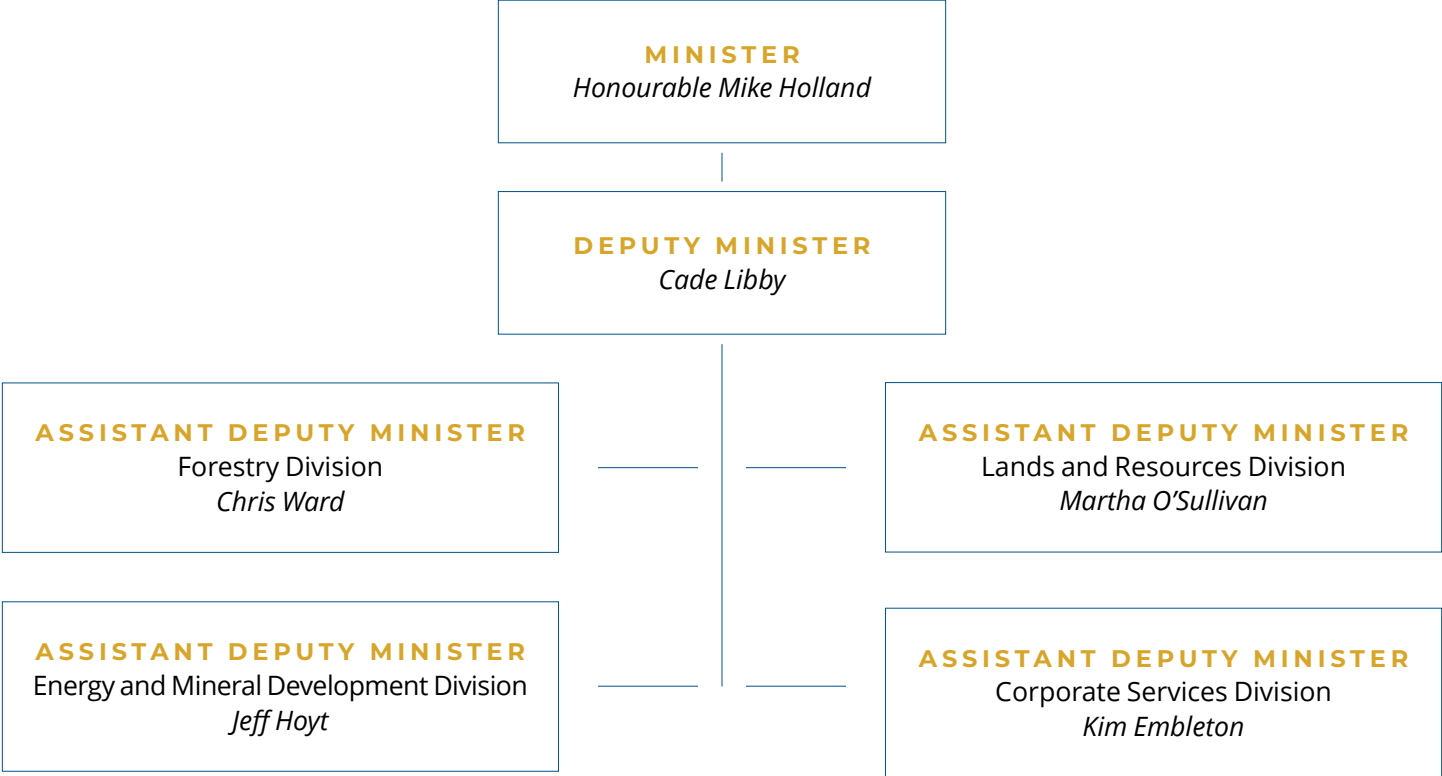 MINISTER
Honourable Mike Holland
DEPUTY MINISTER
Cade Libby
ASSISTANT DEPUTY MINISTER
Forestry Division
Chris Ward
ASSISTANT DEPUTY MINISTER
Lands and Resources Division
Martha O’Sullivan
ASSISTANT DEPUTY MINISTER
Energy and Mineral Development Division
Jeff Hoyt
ASSISTANT DEPUTY MINISTER
Corporate Services Division
Kim Embleton